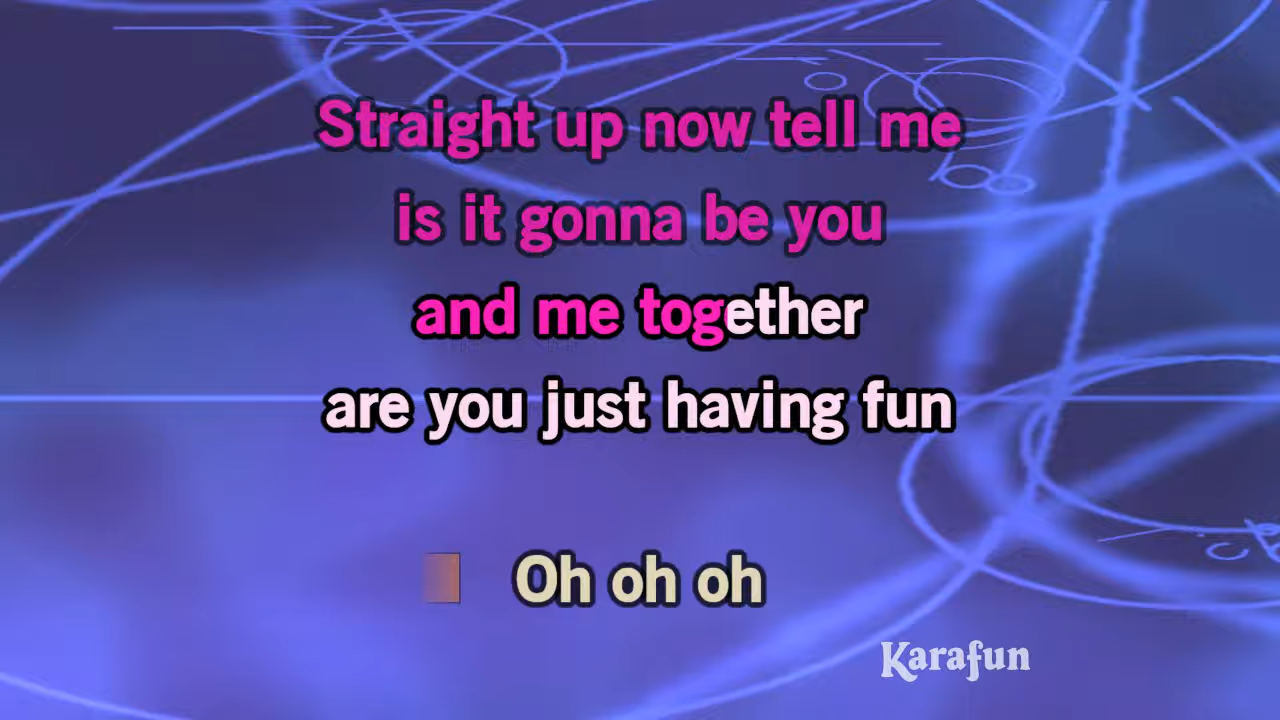 Straight up now tell me
is it gonna be you
and me together
are you just having fun
Oh oh oh
Karafun